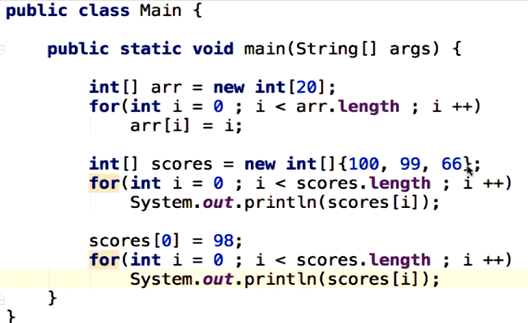 public class Main {
public static void main(String[] args) {
int[] arr = new int[20];
for(int i = 0 ; i < arr.length ; i ++)
arr[i] = i;
int[] scores = new int[]{100, 99, 66};
for(int i = 0 ; i < scores.length ; i ++)
System.out.println(scores[i]);
scores[0] = 98;
for(int i = 0 ; i < scores.length ; i ++)
System.out.println(scores[i]);
}
}